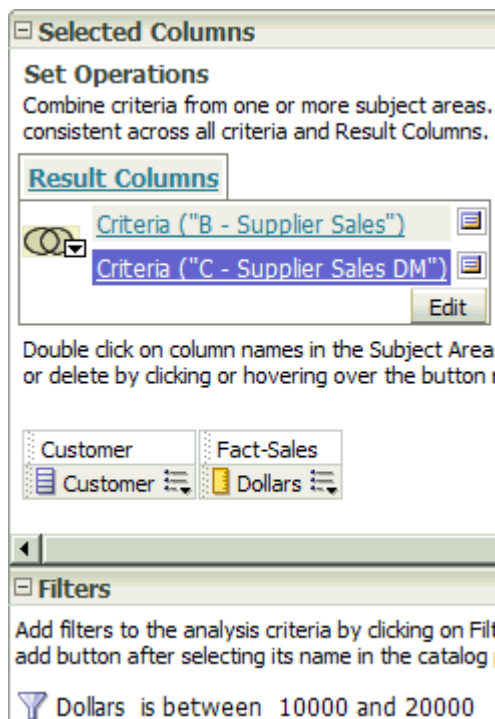 Selected Columns
Set Operations
Combine criteria from one or more subject areas.
consistent across all criteria and Result Columns.
Result Columns
Criteria ("B - Supplier Sales")
Criteria ("C - Supplier Sales DM")
Edit
Double click on column names in the Subject Area
or delete by clicking or hovering over the button
Customer Fact-Sales
Customer Dollars
Filters
Add filters to the analysis criteria by clicking on
add button after selecting its name in the catalog
Dollars is between 10000 and 20000